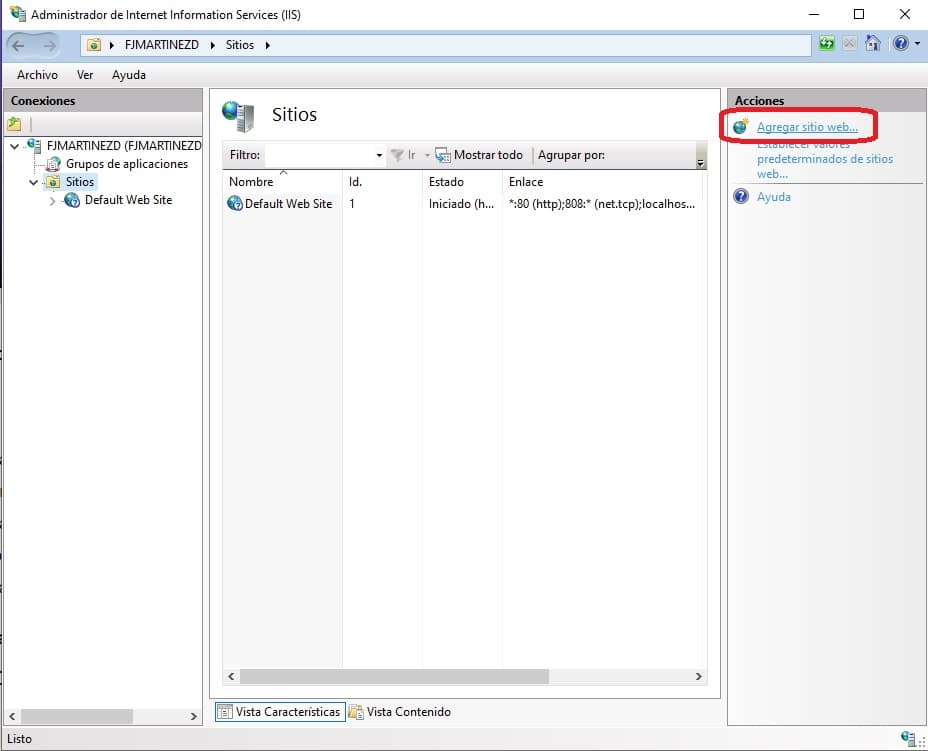 Administrador de Internet Information Services (IIS)
FJMARTINEZD
Sitios
Archivo Ver Ayuda
Conexiones
FJMARTINEZD (FJMARTINEZD
Grupos de aplicaciones
Sitios
Default Web Site
Sitios
Filtro: Ir Mostrar todo Agrupar por:
Nombre Id. Estado Enlace
Default Web Site 1 Iniciado (h... *:80 (http);808:* (net.tcp);localhos...
Vista Características Vista Contenido
Acciones
Agregar sitio web...
Establecer valores
predeterminados de sitios
web...
Ayuda
Listo